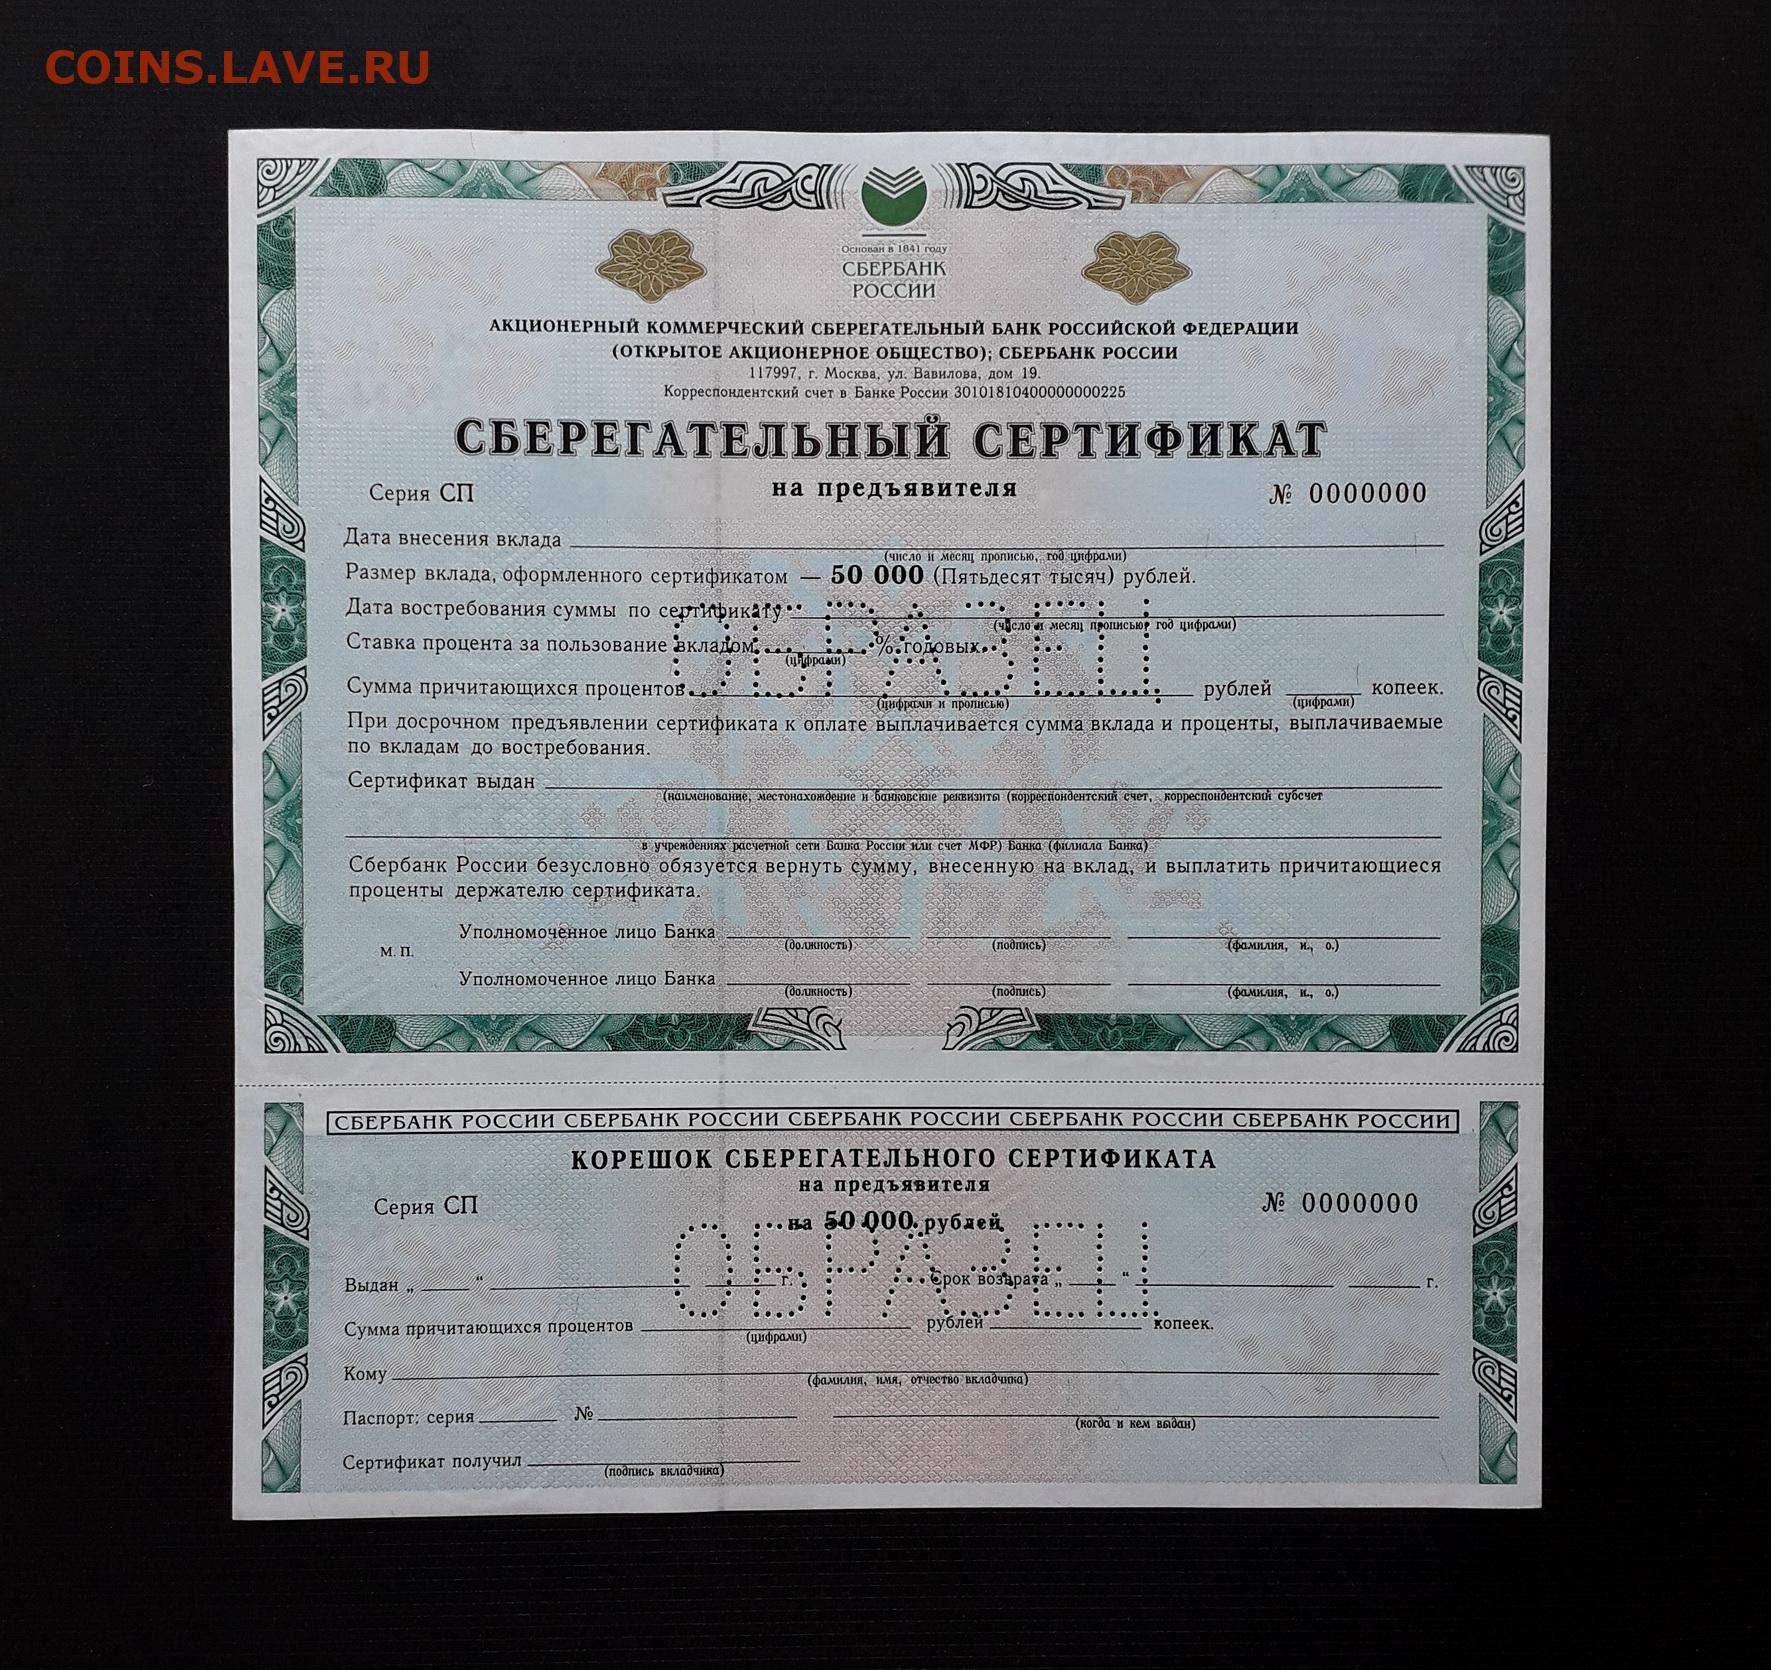 COINS.LAVE.RU
Основан в 1841 году
СБЕРБАНК
РОССИИ
АКЦИОНЕРНЫЙ КОММЕРЧЕСКИЙ СБЕРЕГАТЕЛЬНЫЙ БАНК РОССИЙСКОЙ ФЕДЕРАЦИИ
(ОТКРЫТОЕ АКЦИОНЕРНОЕ ОБЩЕСТВО); СБЕРБАНК РОССИИ
117997, г. Москва, ул. Вавилова, дом 19.
Корреспондентский счет в Банке России 30101810400000000225
СБЕРЕГАТЕЛЬНЫЙ СЕРТИФИКАТ
на предъявителя
Серия СП № 0000000
Дата внесения вклада
(число и месяц прописью, год цифрами)
Размер вклада, оформленного сертификатом — 50 000 (Пятьдесят тысяч) рублей.
Дата востребования суммы по сертификату
(число и месяц прописью, год цифрами)
ОБРАЗЕЦ
Ставка процента за пользование вкладом % годовых.
(цифрами)
Сумма причитающихся процентов рублей копеек.
(цифрами и прописью) (цифрами)
При досрочном предъявлении сертификата к оплате выплачивается сумма вклада и проценты, выплачиваемые
по вкладам до востребования.
Сертификат выдан
(наименование, местонахождение и банковские реквизиты (корреспондентский счет, корреспондентский субсчет
в учреждениях расчетной сети Банка России или счет МФР) Банка (филиала Банка)
Сбербанк России безусловно обязуется вернуть сумму, внесенную на вклад, и выплатить причитающиеся
проценты держателю сертификата.
Уполномоченное лицо Банка
(должность) (подпись) (фамилия, и., о.)
М. П.
Уполномоченное лицо Банка
(должность) (подпись) (фамилия, и., о.)
СБЕРБАНК РОССИИ СБЕРБАНК РОССИИ СБЕРБАНК РОССИИ СБЕРБАНК РОССИИ СБЕРБАНК РОССИИ
КОРЕШОК СБЕРЕГАТЕЛЬНОГО СЕРТИФИКАТА
на предъявителя
Серия СП № 0000000
на 50 000 рублей
ОБРАЗЕЦ
Выдан „ “ г. Срок возврата „ “ г.
Сумма причитающихся процентов рублей копеек.
(цифрами)
Кому
(фамилия, имя, отчество вкладчика)
Паспорт: серия №
(когда и кем выдан)
Сертификат получил
(подпись вкладчика)